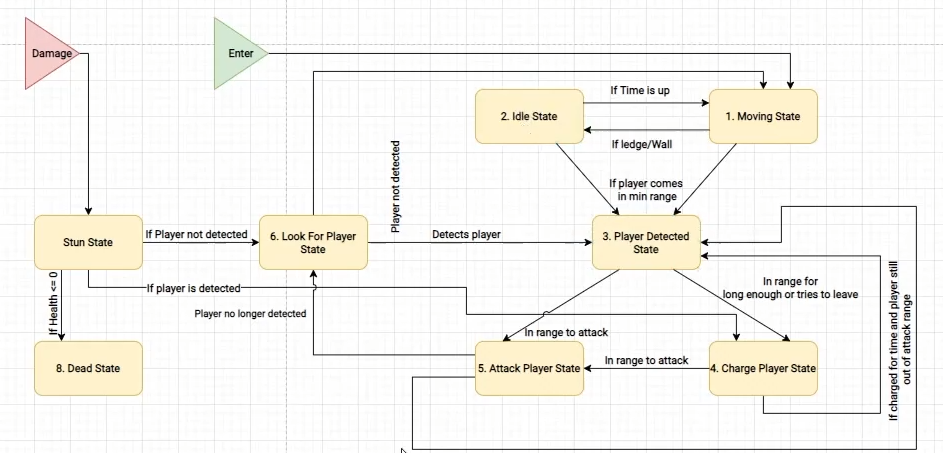 Damage
Enter
If Time is up
2. Idle State
1. Moving State
If ledge/Wall
Player not detected
If player comes
in min range
Stun State
If Player not detected
6. Look For Player
State
Detects player
3. Player Detected
State
If Health <= 0
If player is detected
Player no longer detected
In range for
long enough or tries to leave
In range to attack
If charged for time and player still
out of attack range
8. Dead State
5. Attack Player State
In range to attack
4. Charge Player State